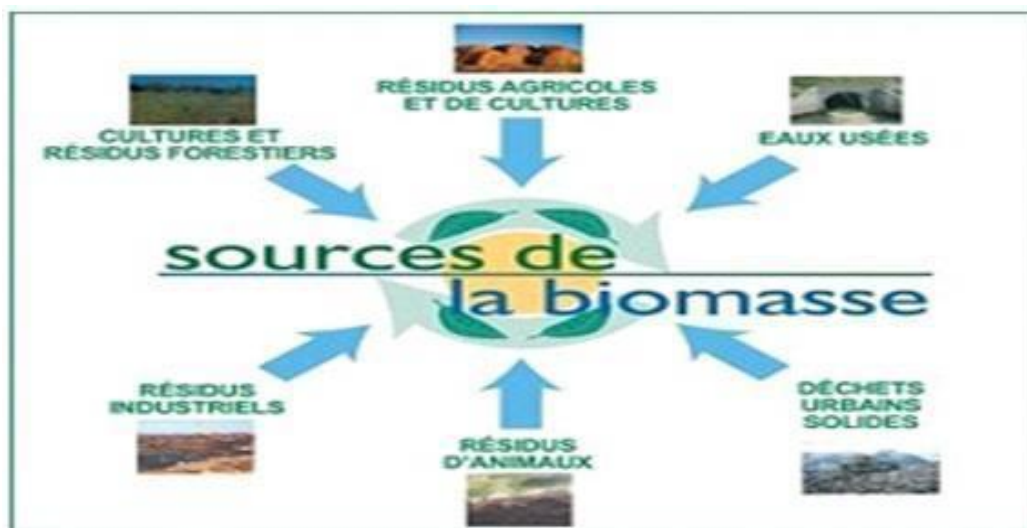 RÉSIDUS AGRICOLES
ET DE CULTURES
CULTURES ET
RÉSIDUS FORESTIERS
EAUX USÉES
sources de
la biomasse
RÉSIDUS
INDUSTRIELS
RÉSIDUS
D'ANIMAUX
DÉCHETS
URBAINS
SOLIDES